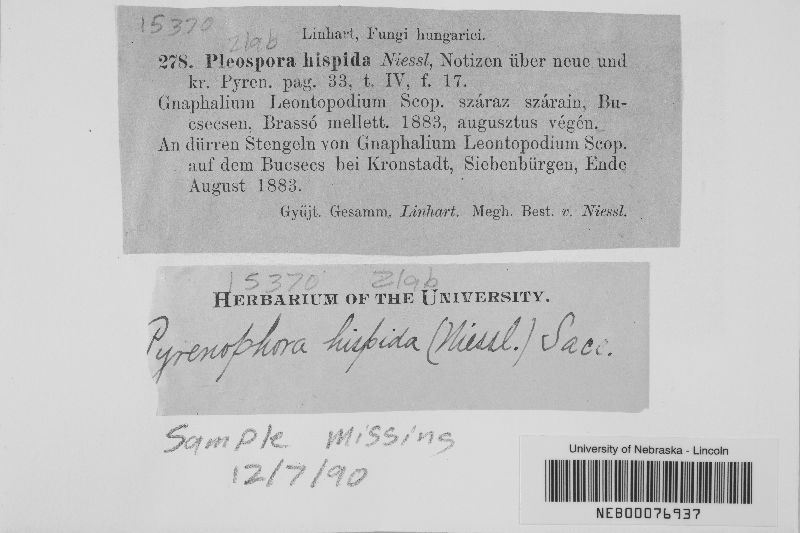 15370
21ab
Linhart, Fungi hungarici.
278. Pleospora hispida Niessl, Notizen über neue und
kr. Pyren. pag. 33, t. IV, f. 17.
Gnaphalium Leontopodium Scop. száraz szárain, Bu-
csecsen, Brassó mellett. 1883, augusztus végén.
An dürren Stengeln von Gnaphalium Leontopodium Scop.
auf dem Bucsecs bei Kronstadt, Siebenbürgen, Ende
August 1883.
Gyüjt. Gesamm. Linhart. Megh. Best. v. Niessl.
15370 21ab
HERBARIUM OF THE UNIVERSITY.
Pyrenophora hispida (Niessl.) Sacc.
Sample missing
12/7/90
University of Nebraska - Lincoln
NEB00076937